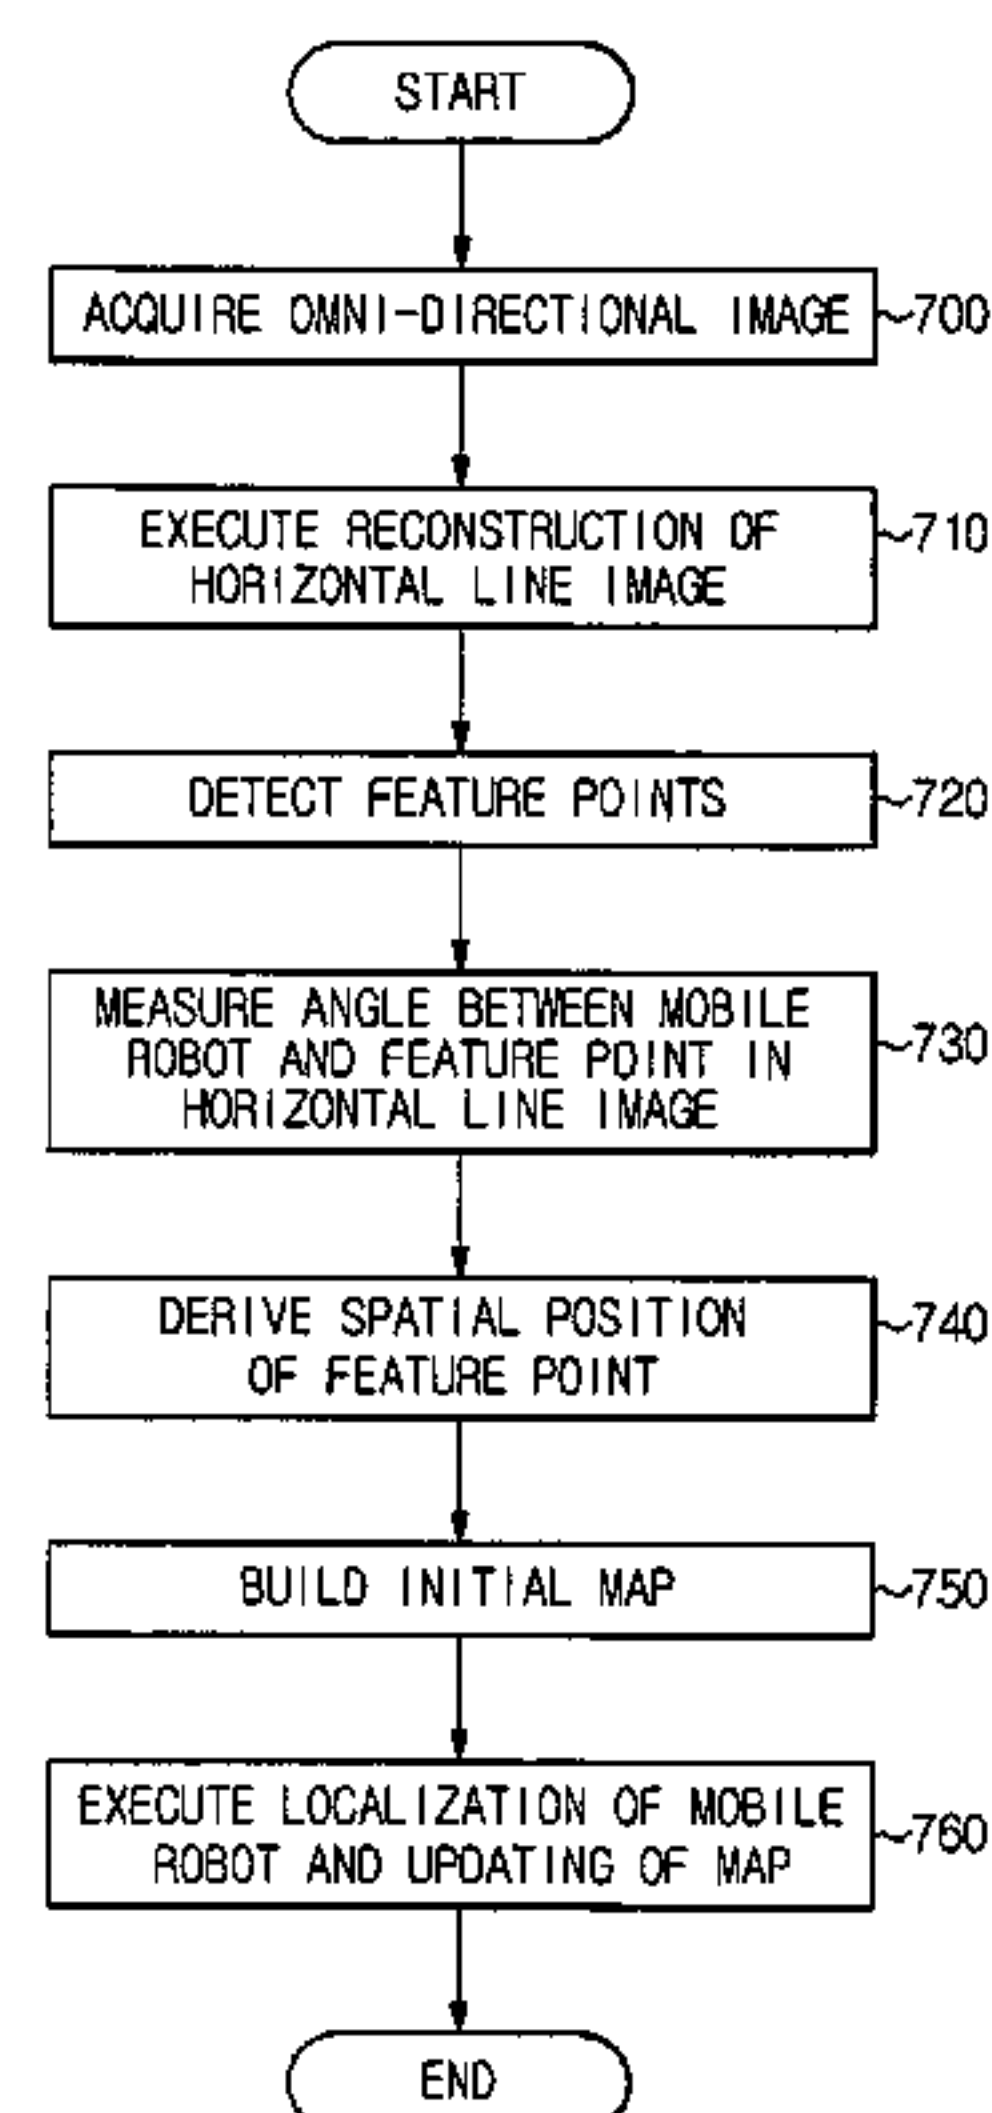 START
ACQUIRE OMNI-DIRECTIONAL IMAGE
700
EXECUTE RECONSTRUCTION OF
HORIZONTAL LINE IMAGE
710
DETECT FEATURE POINTS
720
MEASURE ANGLE BETWEEN MOBILE
ROBOT AND FEATURE POINT IN
HORIZONTAL LINE IMAGE
730
DERIVE SPATIAL POSITION
OF FEATURE POINT
740
BUILD INITIAL MAP
750
EXECUTE LOCALIZATION OF MOBILE
ROBOT AND UPDATING OF MAP
760
END